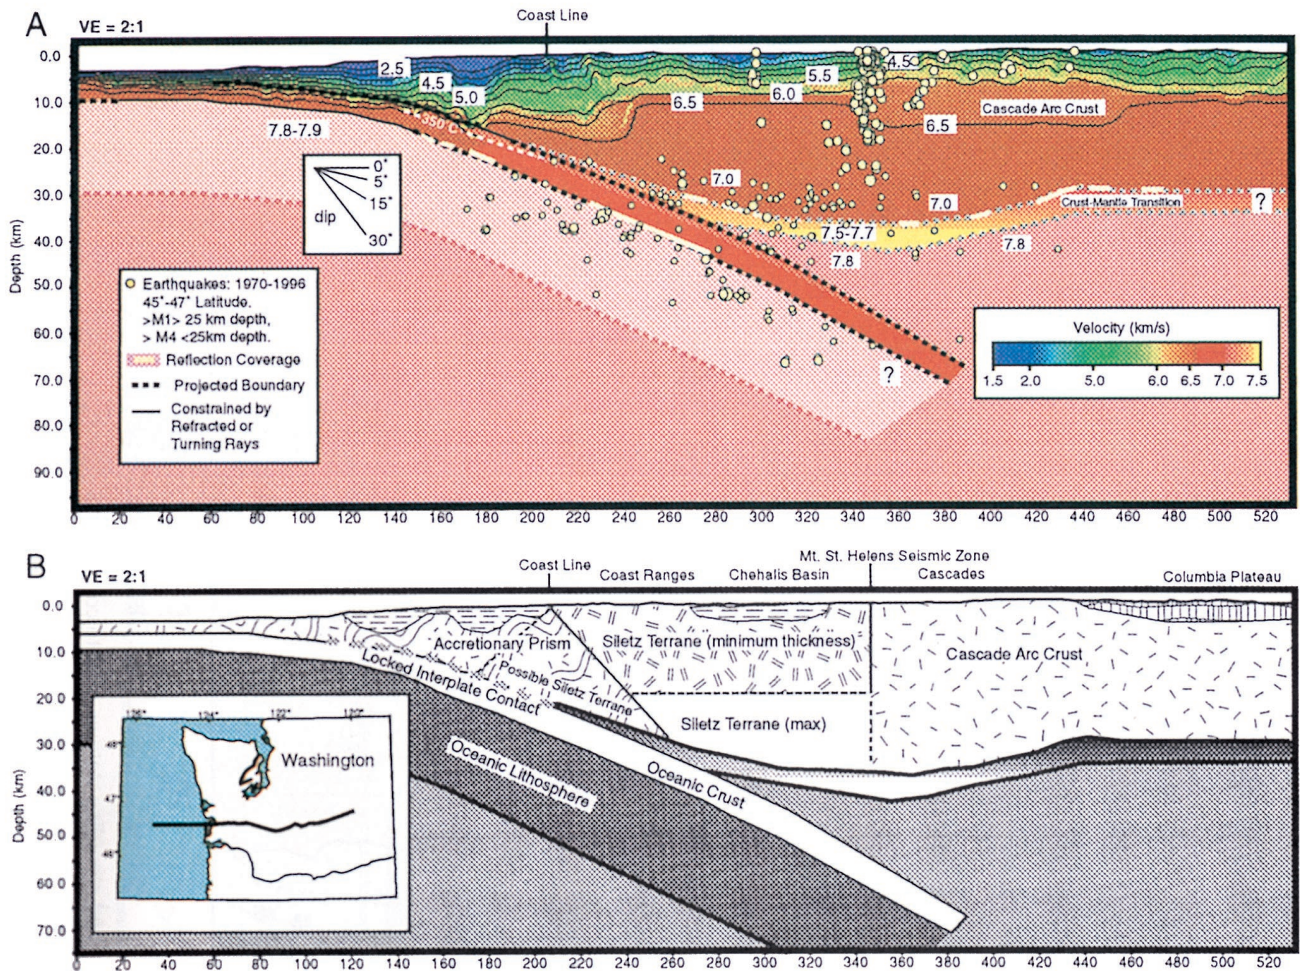 A
VE = 2:1
Coast Line
0.0
10.0
20.0
30.0
40.0
50.0
60.0
70.0
80.0
90.0
Depth (km)
2.5
4.5
5.0
4.5
5.5
6.0
6.5
6.5
Cascade Arc Crust
7.8-7.9
350°C
0°
5°
15°
30°
dip
7.0
7.0
Crust-Mantle Transition
?
7.5-7.7
7.8
7.8
?
Earthquakes: 1970-1996
45°-47° Latitude.
>M1> 25 km depth,
> M4 <25km depth.
Reflection Coverage
Projected Boundary
Constrained by
Refracted or
Turning Rays
Velocity (km/s)
1.5 2.0 5.0 6.0 6.5 7.0 7.5
0 20 40 60 80 100 120 140 160 180 200 220 240 260 280 300 320 340 360 380 400 420 440 460 480 500 520
B
VE = 2:1
Coast Line
Coast Ranges
Chehalis Basin
Mt. St. Helens Seismic Zone
Cascades
Columbia Plateau
0.0
10.0
20.0
30.0
40.0
50.0
60.0
70.0
Depth (km)
Accretionary Prism
Siletz Terrane (minimum thickness)
Cascade Arc Crust
Locked Interplate Contact
Possible Siletz Terrane
Siletz Terrane (max)
Oceanic Lithosphere
Oceanic Crust
124°
122°
120°
47°
Washington
0 20 40 60 80 100 120 140 160 180 200 220 240 260 280 300 320 340 360 380 400 420 440 460 480 500 520